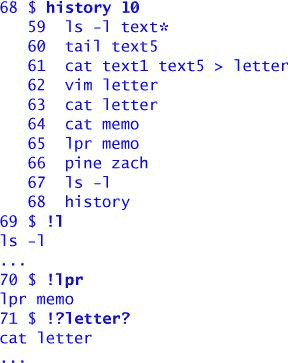 68 $ history 10
59 ls -l text*
60 tail text5
61 cat text1 text5 > letter
62 vim letter
63 cat letter
64 cat memo
65 lpr memo
66 pine zach
67 ls -l
68 history
69 $ !l
ls -l
...
70 $ !lpr
lpr memo
71 $ !?letter?
cat letter
...